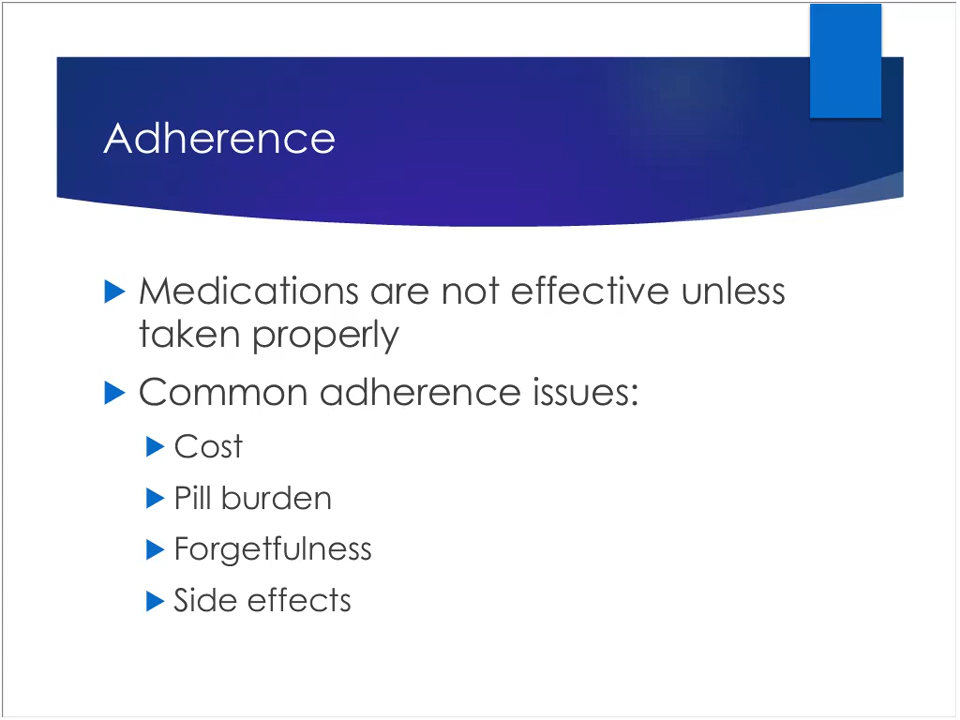 Adherence
Medications are not effective unless
taken properly
Common adherence issues:
Cost
Pill burden
Forgetfulness
Side effects